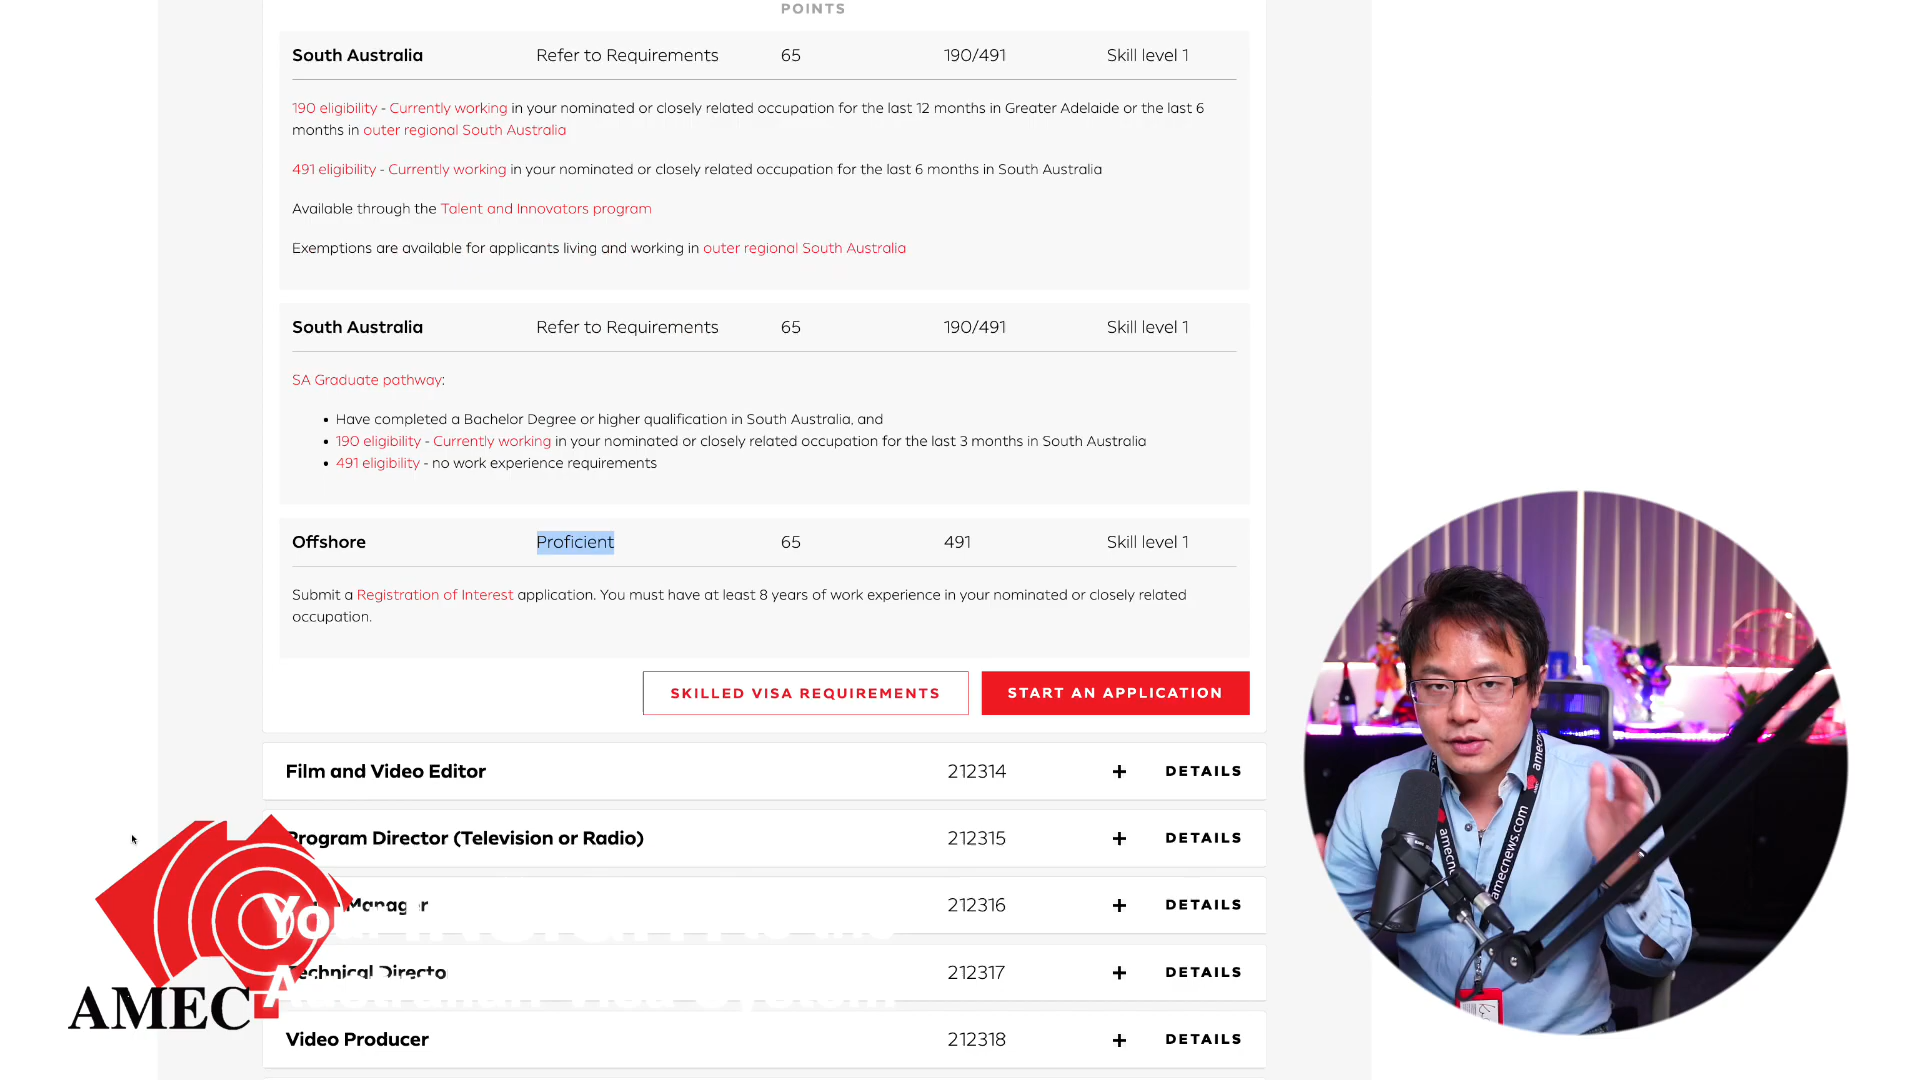 POINTS
South Australia Refer to Requirements 65 190/491 Skill level 1
190 eligibility - Currently working in your nominated or closely related occupation for the last 12 months in Greater Adelaide or the last 6
months in outer regional South Australia
491 eligibility - Currently working in your nominated or closely related occupation for the last 6 months in South Australia
Available through the Talent and Innovators program
Exemptions are available for applicants living and working in outer regional South Australia
South Australia Refer to Requirements 65 190/491 Skill level 1
SA Graduate pathway:
• Have completed a Bachelor Degree or higher qualification in South Australia, and
• 190 eligibility - Currently working in your nominated or closely related occupation for the last 3 months in South Australia
• 491 eligibility - no work experience requirements
Offshore Proficient 65 491 Skill level 1
Submit a Registration of Interest application. You must have at least 8 years of work experience in your nominated or closely related
occupation.
SKILLED VISA REQUIREMENTS START AN APPLICATION
Film and Video Editor 212314 + DETAILS
Program Director (Television or Radio) 212315 + DETAILS
Manager 212316 + DETAILS
Technical Director 212317 + DETAILS
Video Producer 212318 + DETAILS
AMEC
amecnews.com
amecnews